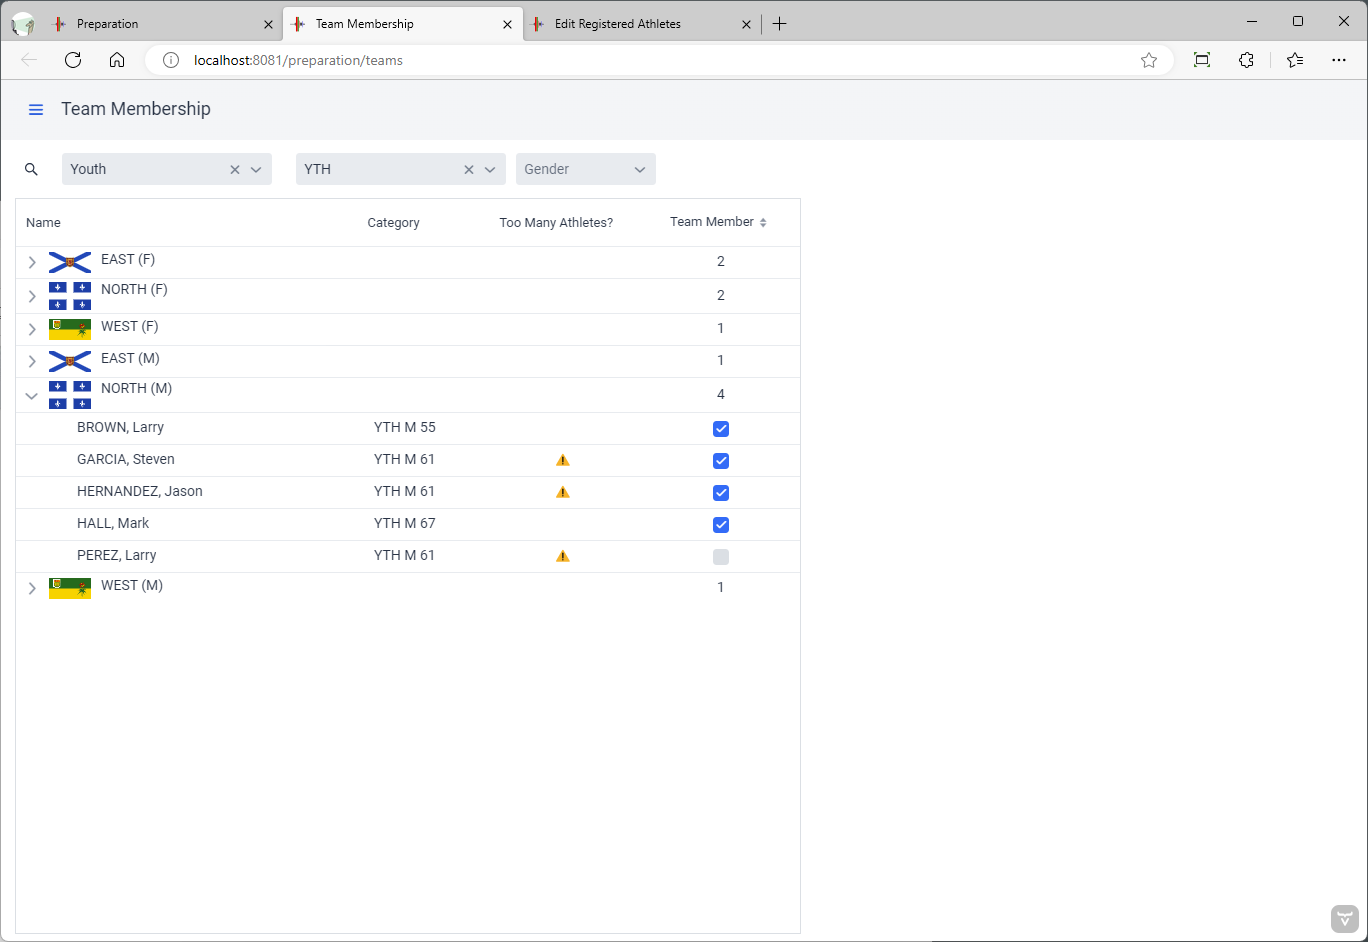 Preparation Team Membership Edit Registered Athletes
localhost:8081/preparation/teams
Team Membership
Youth YTH Gender
Name Category Too Many Athletes? Team Member
EAST (F) 2
NORTH (F) 2
WEST (F) 1
EAST (M) 1
NORTH (M) 4
BROWN, Larry YTH M 55
GARCIA, Steven YTH M 61
HERNANDEZ, Jason YTH M 61
HALL, Mark YTH M 67
PEREZ, Larry YTH M 61
WEST (M) 1